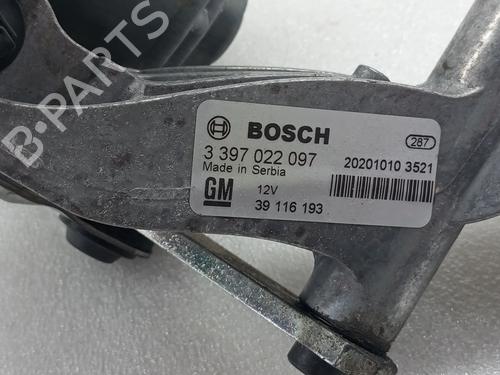 B-PARTS
BOSCH
287
3 397 022 097
20201010 3521
Made in Serbia
GM
12V
39 116 193